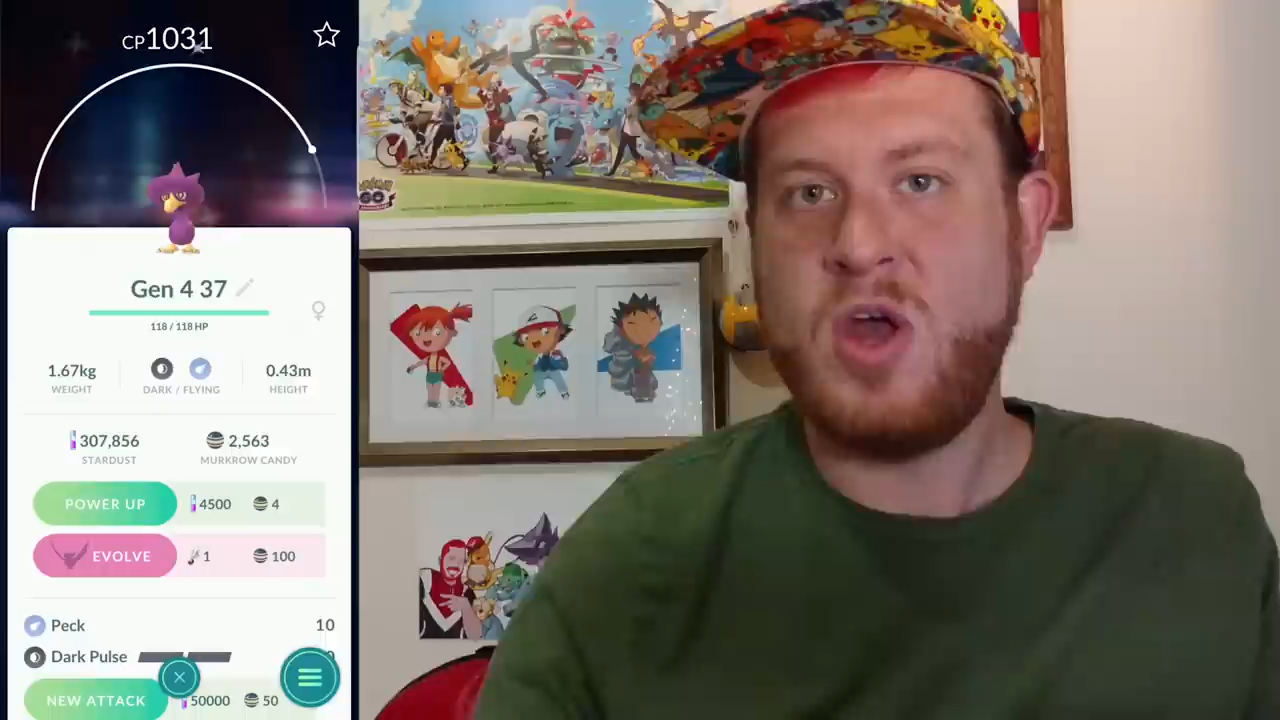 CP1031
Gen 4 37
118 / 118 HP
1.67kg
WEIGHT
DARK / FLYING
0.43m
HEIGHT
307,856
STARDUST
2,563
MURKROW CANDY
POWER UP
4500
4
EVOLVE
1
100
Peck
10
Dark Pulse
NEW ATTACK
50000
50
GO